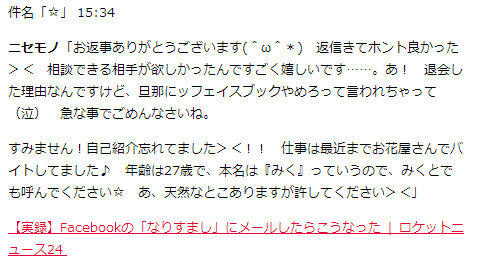 件名「☆」 15:34
ニセモノ「お返事ありがとうございます(＾ω＾＊)　返信きてホント良かった
＞＜　相談できる相手が欲しかったんですごく嬉しいです……。あ！　退会し
た理由なんですけど、旦那にッフェイスブックやめろって言われちゃって
（泣）　急な事でごめんなさいね。
すみません！自己紹介忘れてました＞＜！！　仕事は最近までお花屋さんでバ
イトしてました♪　年齢は27歳で、本名は『みく』っていうので、みくとで
も呼んでください☆　あ、天然なとこありますが許してください＞＜」
【実録】Facebookの「なりすまし」にメールしたらこうなった | ロケットニ
ュース24